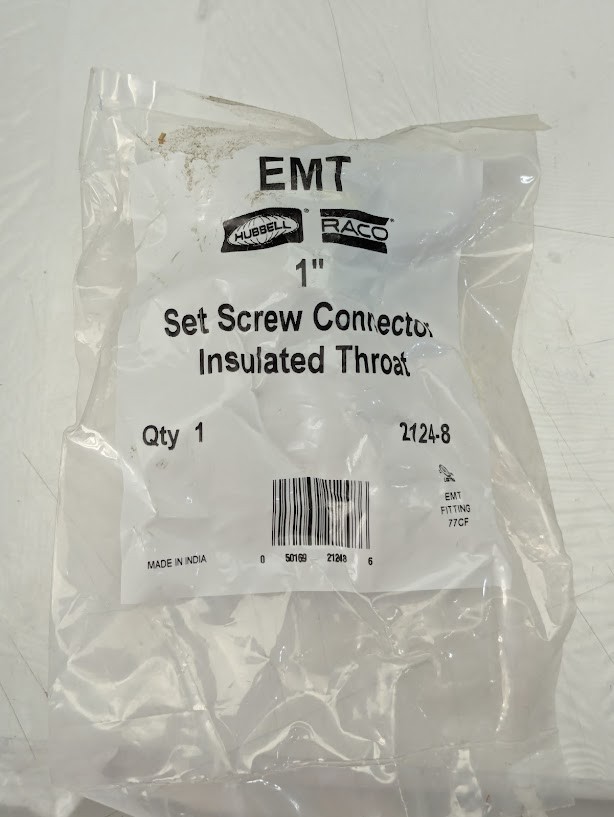 EMT
HUBBELL® RACO®
1"
Set Screw Connector
Insulated Throat
Qty 1 2124-8
EMT
FITTING
77CF
MADE IN INDIA 0 50169 21248 6